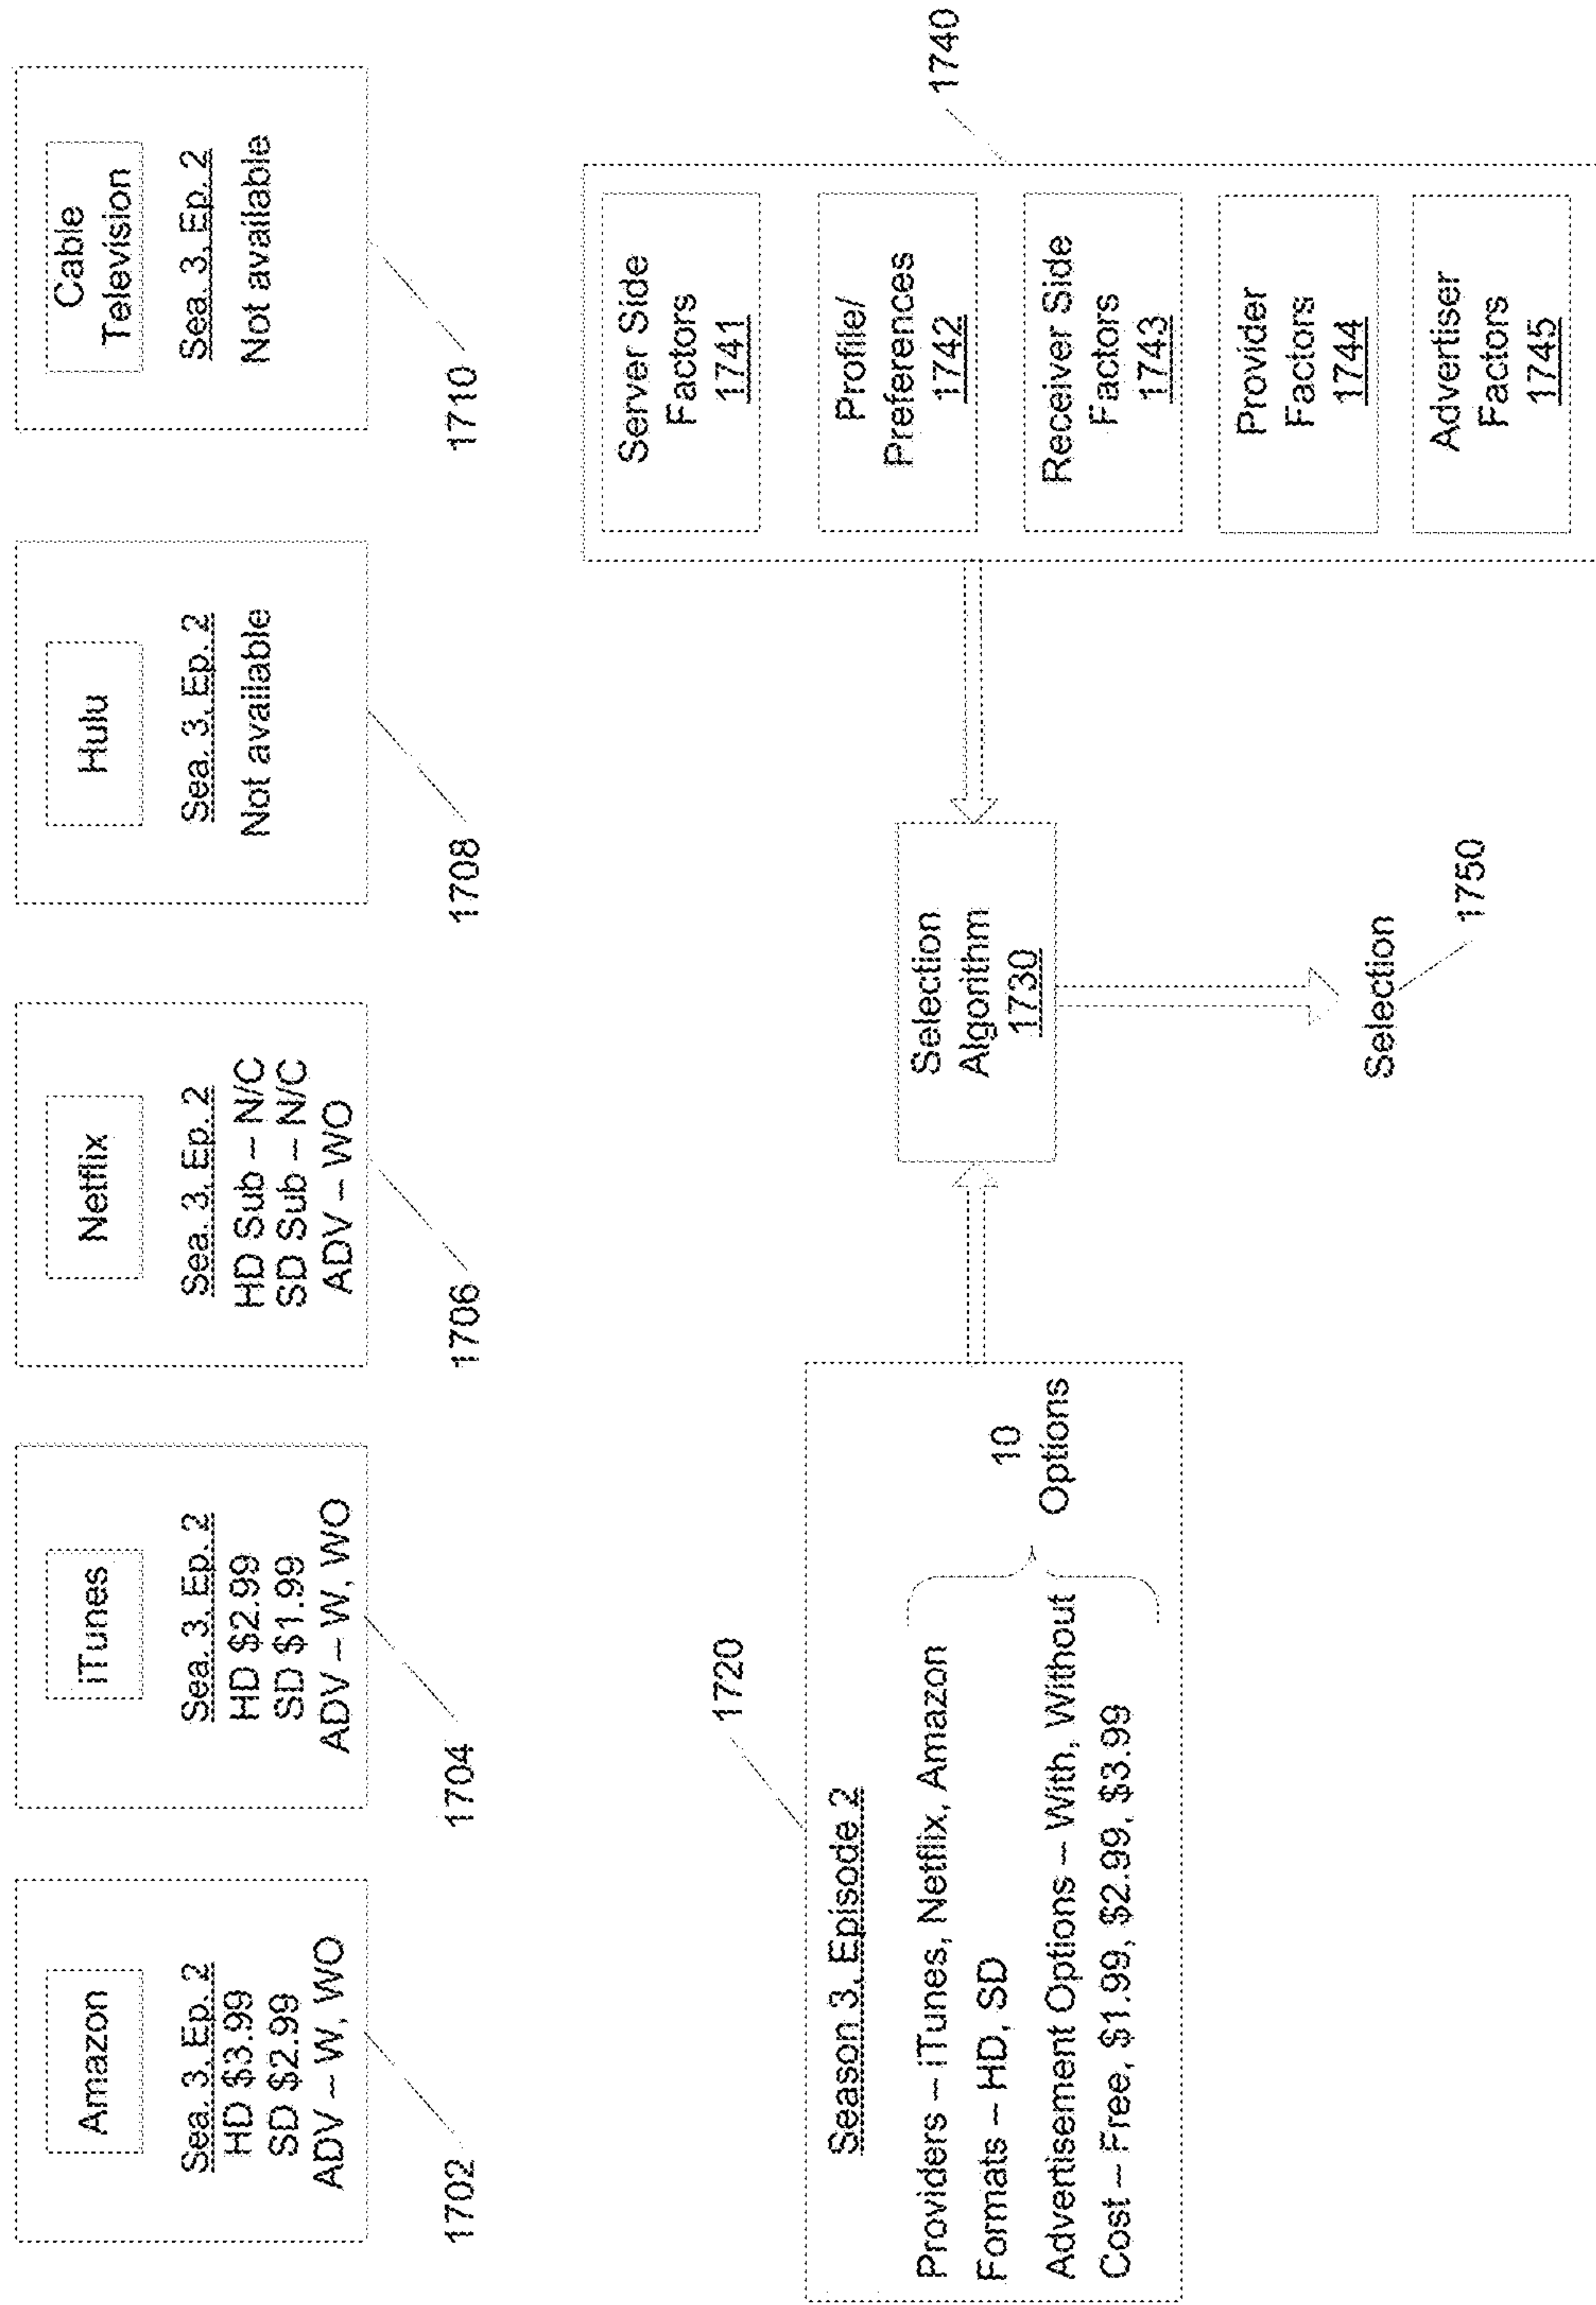 Amazon
Sea. 3, Ep. 2
HD $3.99
SD $2.99
ADV – W, WO
1702
iTunes
Sea. 3, Ep. 2
HD $2.99
SD $1.99
ADV – W, WO
1704
Netflix
Sea. 3, Ep. 2
HD Sub – N/C
SD Sub – N/C
ADV – WO
1706
Hulu
Sea. 3, Ep. 2
Not available
1708
Cable
Television
Sea. 3, Ep. 2
Not available
1710
1720
Season 3, Episode 2
Providers – iTunes, Netflix, Amazon
Formats – HD, SD
Advertisement Options – With, Without
Cost – Free, $1.99, $2.99, $3.99
10
Options
Selection
Algorithm
1730
Selection
1750
1740
Server Side
Factors
1741
Profile/
Preferences
1742
Receiver Side
Factors
1743
Provider
Factors
1744
Advertiser
Factors
1745